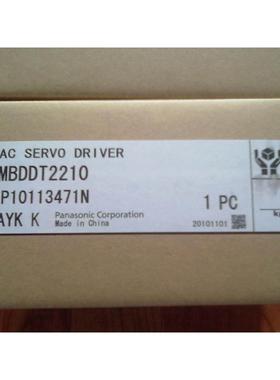 AC SERVO DRIVER
MBDDT2210
P10113471N
1 PC
AYK K
Panasonic Corporation
Made in China
20101101